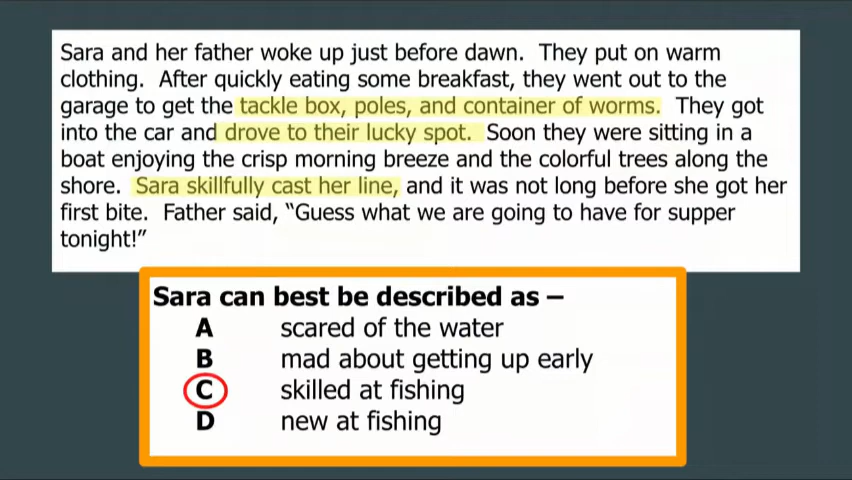 Sara and her father woke up just before dawn.  They put on warm
clothing.  After quickly eating some breakfast, they went out to the
garage to get the tackle box, poles, and container of worms.  They got
into the car and drove to their lucky spot.  Soon they were sitting in a
boat enjoying the crisp morning breeze and the colorful trees along the
shore.  Sara skillfully cast her line, and it was not long before she got her
first bite.  Father said, “Guess what we are going to have for supper
tonight!”
Sara can best be described as –
A scared of the water
B mad about getting up early
C skilled at fishing
D new at fishing